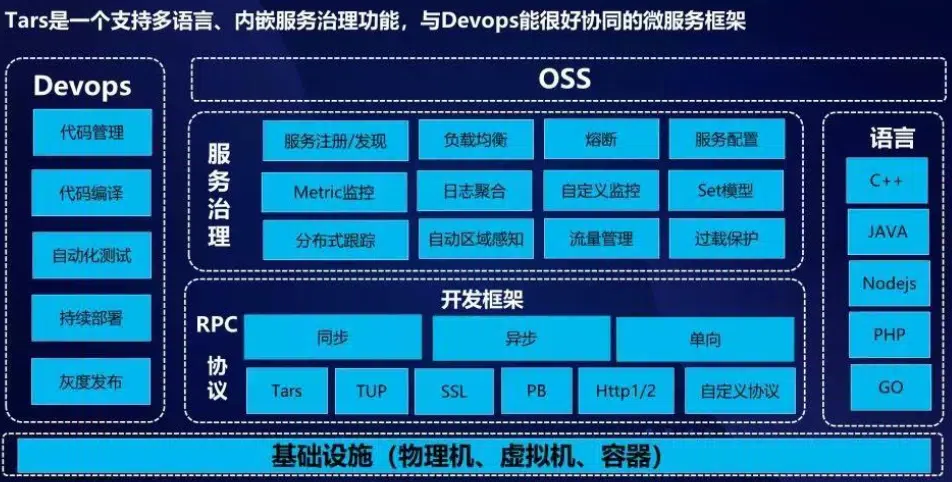 Tars是一个支持多语言、内嵌服务治理功能，与Devops能很好协同的微服务框架
Devops
代码管理
代码编译
自动化测试
持续部署
灰度发布
OSS
服务治理
服务注册/发现
负载均衡
熔断
服务配置
Metric监控
日志聚合
自定义监控
Set模型
分布式跟踪
自动区域感知
流量管理
过载保护
开发框架
RPC
同步
异步
单向
协议
Tars
TUP
SSL
PB
Http1/2
自定义协议
语言
C++
JAVA
Nodejs
PHP
GO
基础设施（物理机、虚拟机、容器）